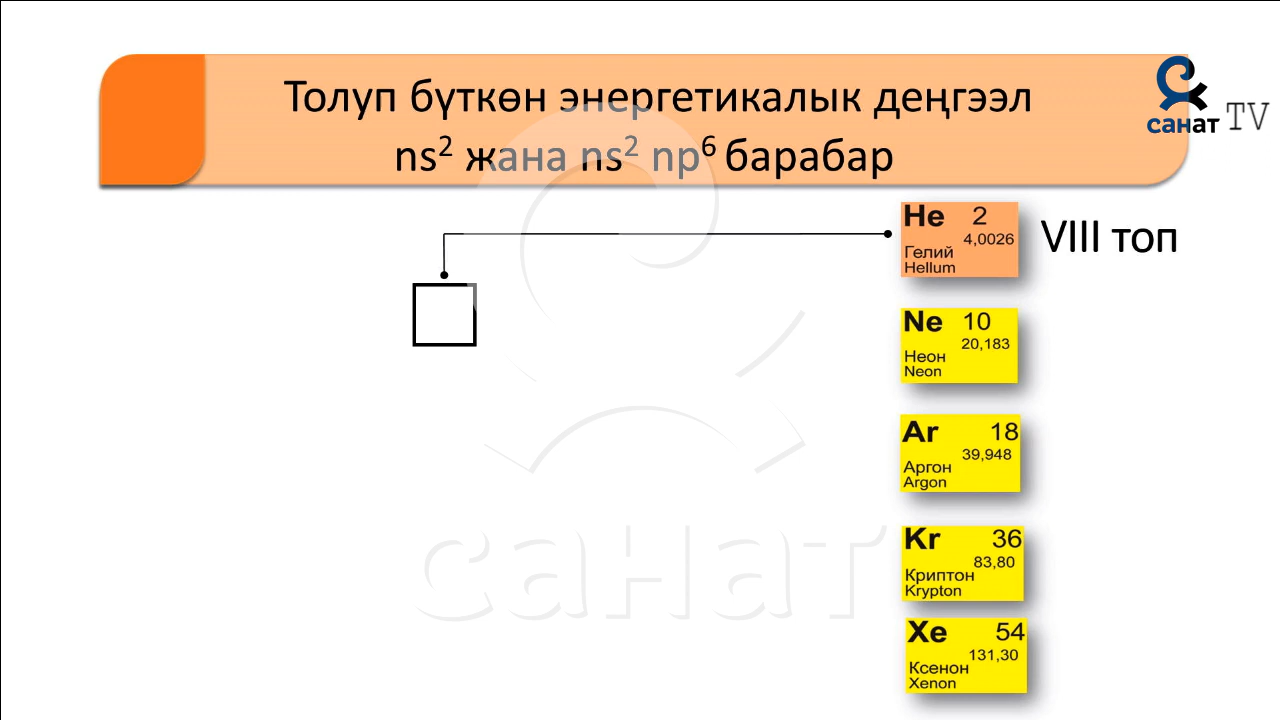 Толуп бүткөн энергетикалык деңгээл
ns² жана ns² np⁶ барабар
санат TV
He 2
4,0026
Гелий
Hellum
VIII топ
Ne 10
20,183
Неон
Neon
Ar 18
39,948
Аргон
Argon
санат
Kr 36
83,80
Криптон
Krypton
Xe 54
131,30
Ксенон
Xenon